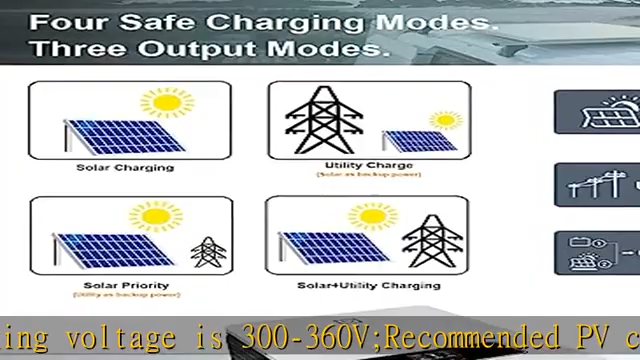 Four Safe Charging Modes.
Three Output Modes.
Solar Charging
Utility Charge
(Solar as backup power)
Solar Priority
(Utility as backup power)
Solar+Utility Charging
voltage is 300-360V;Recommended PV